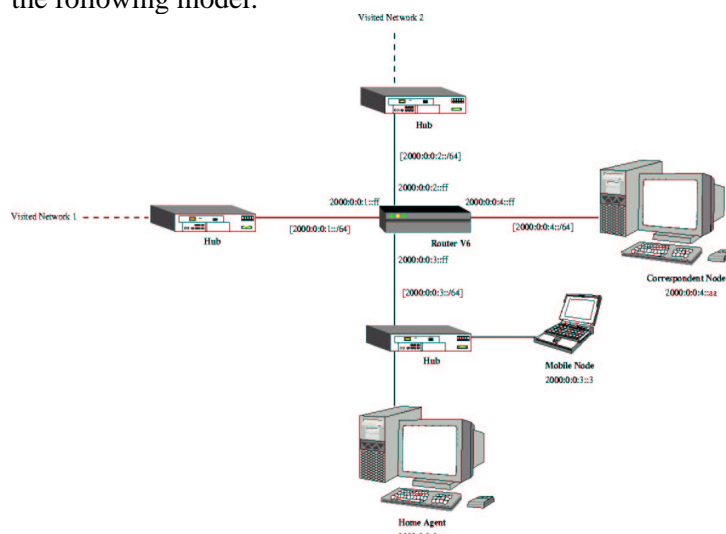 the following model.
Visited Network 2
Hub
[2000:0:0:2::/64]
2000:0:0:2::ff
2000:0:0:1::ff
2000:0:0:4::ff
Visited Network 1
Hub
[2000:0:0:1::/64]
Router V6
[2000:0:0:4::/64]
Correspondent Node
2000:0:0:4::aa
2000:0:0:3::ff
[2000:0:0:3::/64]
Hub
Mobile Node
2000:0:0:3::3
Home Agent